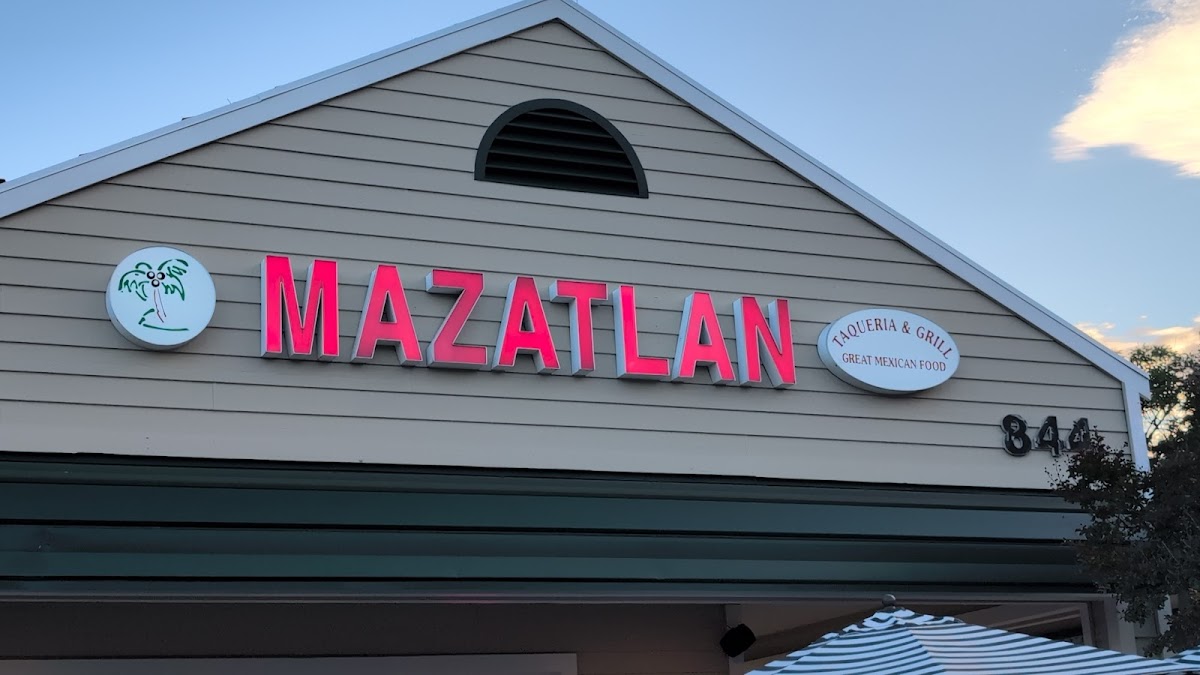 MAZATLAN
TAQUERIA & GRILL
GREAT MEXICAN FOOD
844